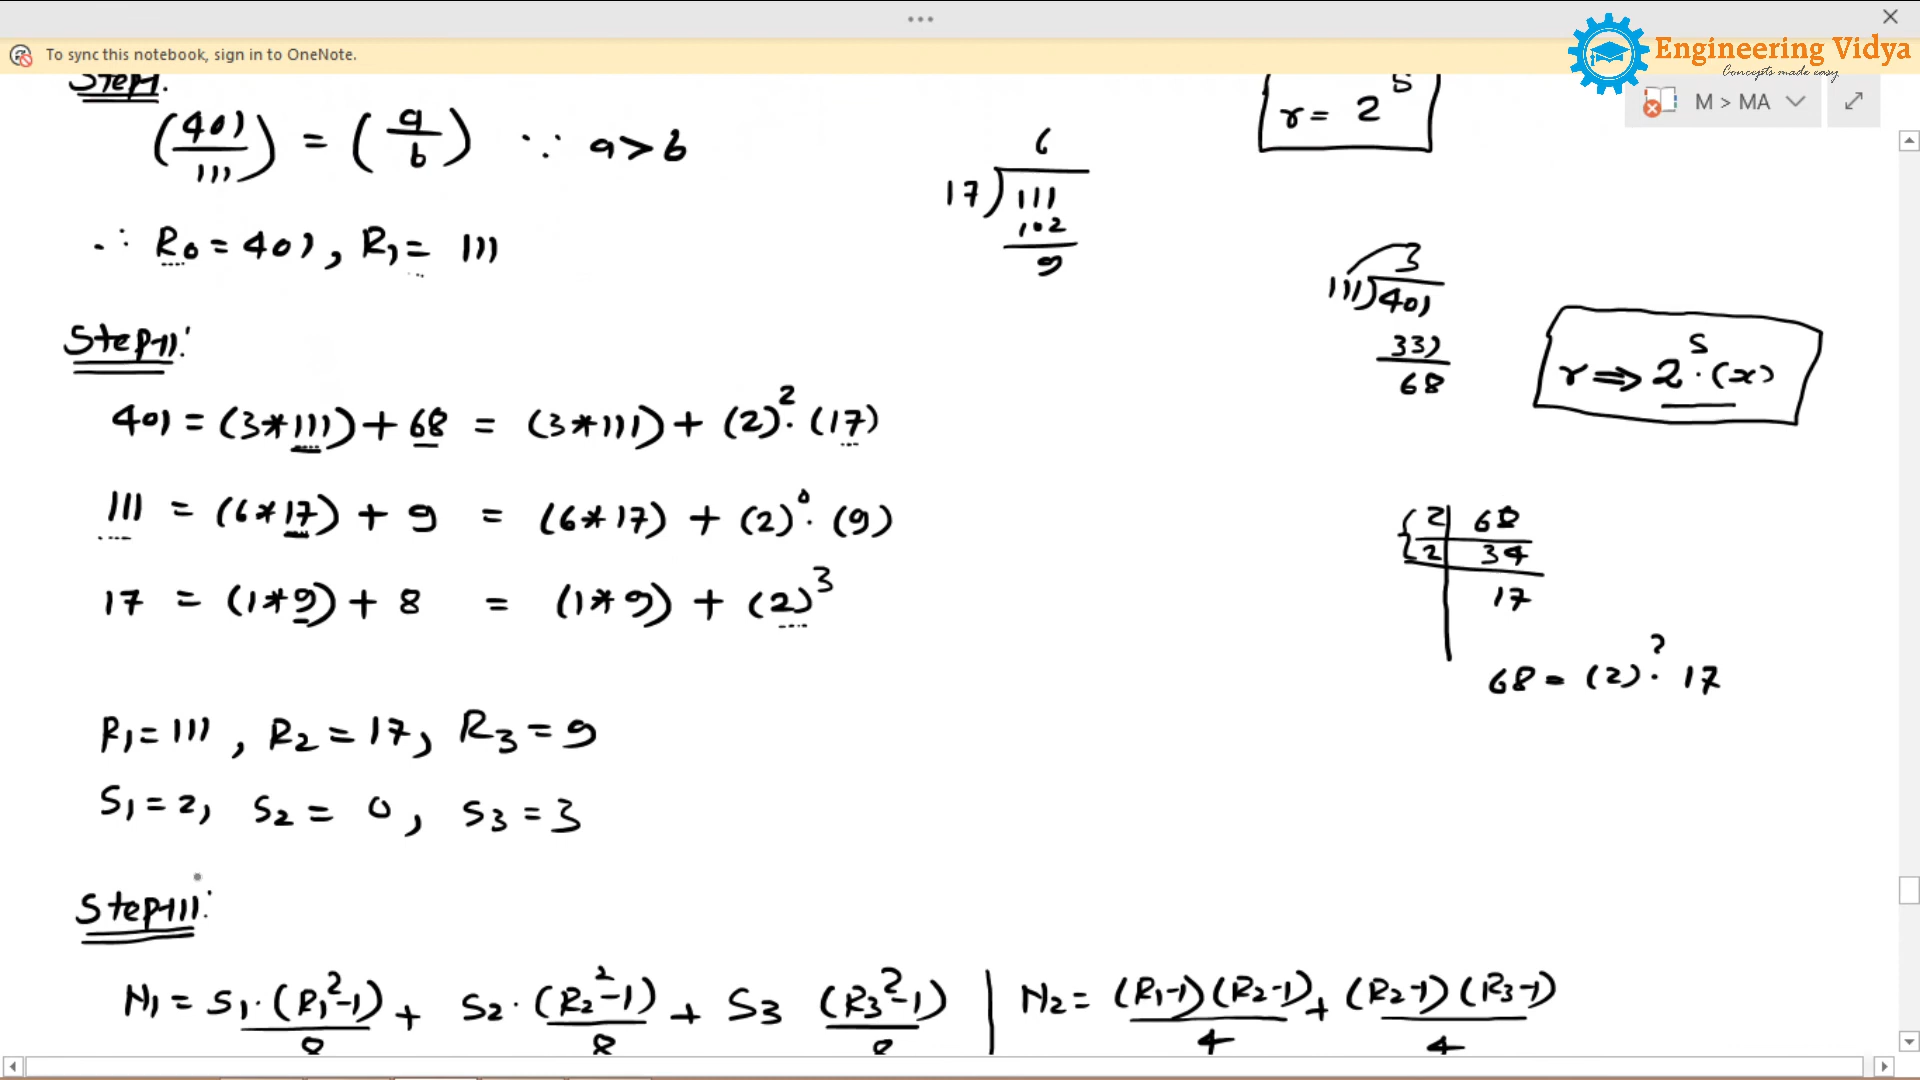 To sync this notebook, sign in to OneNote.
Engineering Vidya
Concepts made easy
M > MA
Step I:
(401/111) = (a/b) ∵ a > b
r = 2^S
∴ R₀ = 401, R₁ = 111
6
17) 111
102
9
3
111) 401
333
68
r ⇒ 2^S · (x)
Step II:
401 = (3*111) + 68 = (3*111) + (2)^2 · (17)
111 = (6*17) + 9 = (6*17) + (2)^0 · (9)
17 = (1*9) + 8 = (1*9) + (2)^3
2 | 68
2 | 34
17
68 = (2)^? · 17
R₁ = 111, R₂ = 17, R₃ = 9
S₁ = 2, S₂ = 0, S₃ = 3
Step III:
N₁ = S₁·(R₁²-1)/8 + S₂·(R₂²-1)/8 + S₃ (R₃²-1)/8 | N₂ = (R₁-1)(R₂-1)/4 + (R₂-1)(R₃-1)/4